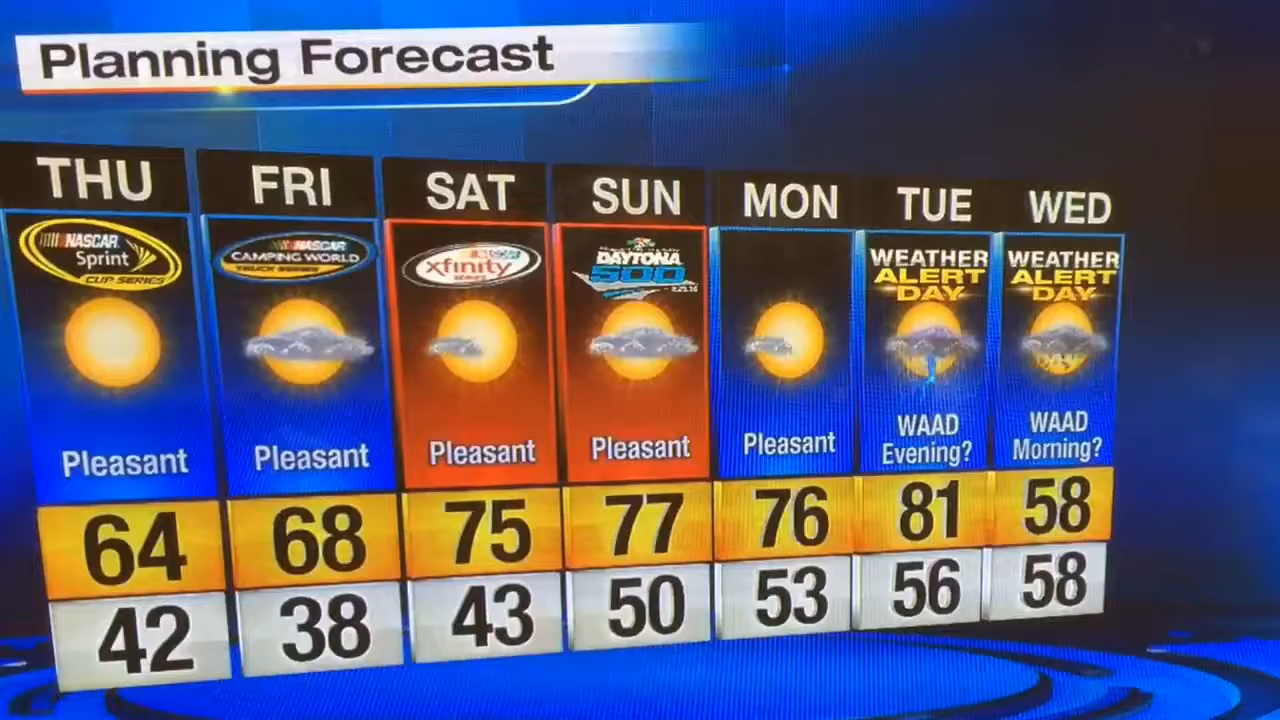 Planning Forecast
THU
FRI
SAT
SUN
MON
TUE
WED
NASCAR
Sprint
CUP SERIES
NASCAR
CAMPING WORLD
TRUCK SERIES
xfinity
SERIES
DAYTONA
500
WEATHER
ALERT
DAY
WEATHER
ALERT
DAY
Pleasant
Pleasant
Pleasant
Pleasant
Pleasant
WAAD
Evening?
WAAD
Morning?
64
68
75
77
76
81
58
42
38
43
50
53
56
58